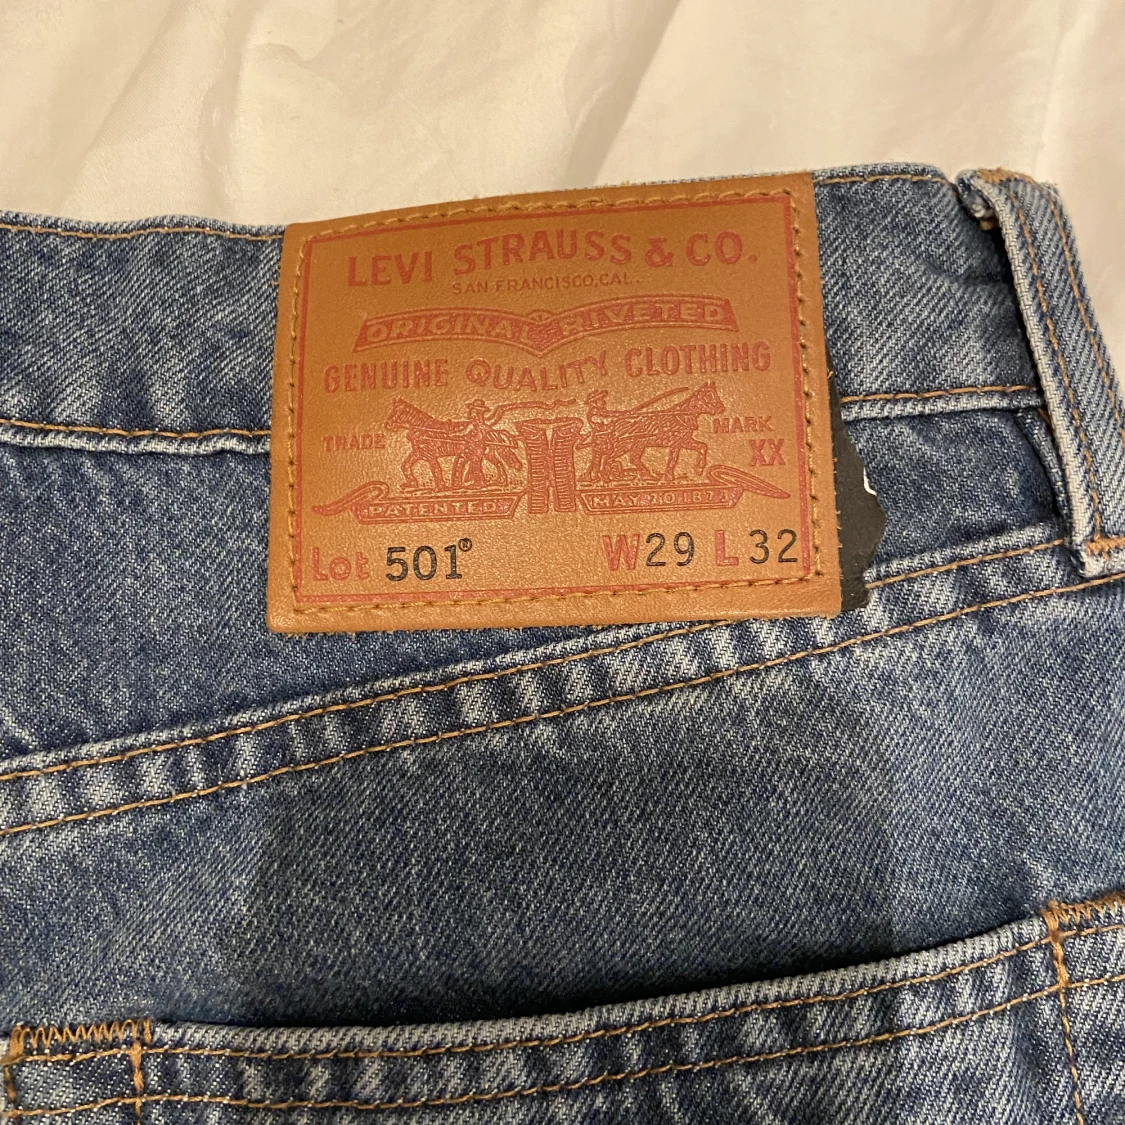 LEVI STRAUSS & CO.
SAN FRANCISCO, CAL.
ORIGINAL RIVETED
GENUINE QUALITY CLOTHING
TRADE MARK
XX
PATENTED MAY 20 1873
Lot 501® W29 L32